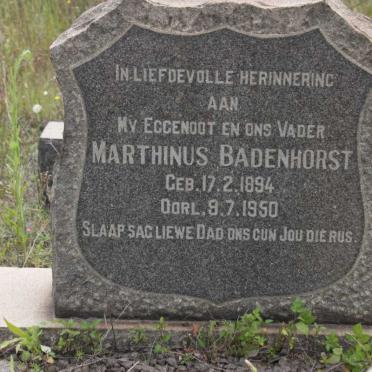 IN LIEFDEVOLLE HERINNERING
AAN
MY EGGENOOT EN ONS VADER
MARTHINUS BADENHORST
GEB. 17.2.1894
OORL. 9.7.1950
SLAAP SAG LIEWE DAD ONS GUN JOU DIE RUS.